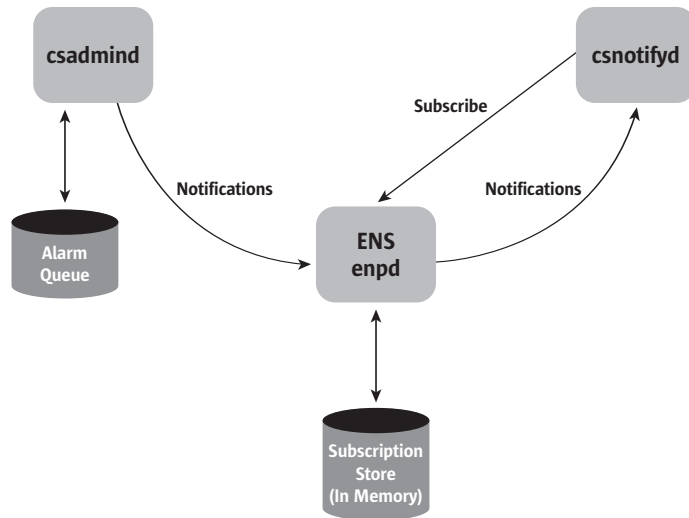 csadmind
csnotifyd
Subscribe
Notifications
Notifications
ENS
enpd
Alarm
Queue
Subscription
Store
(In Memory)